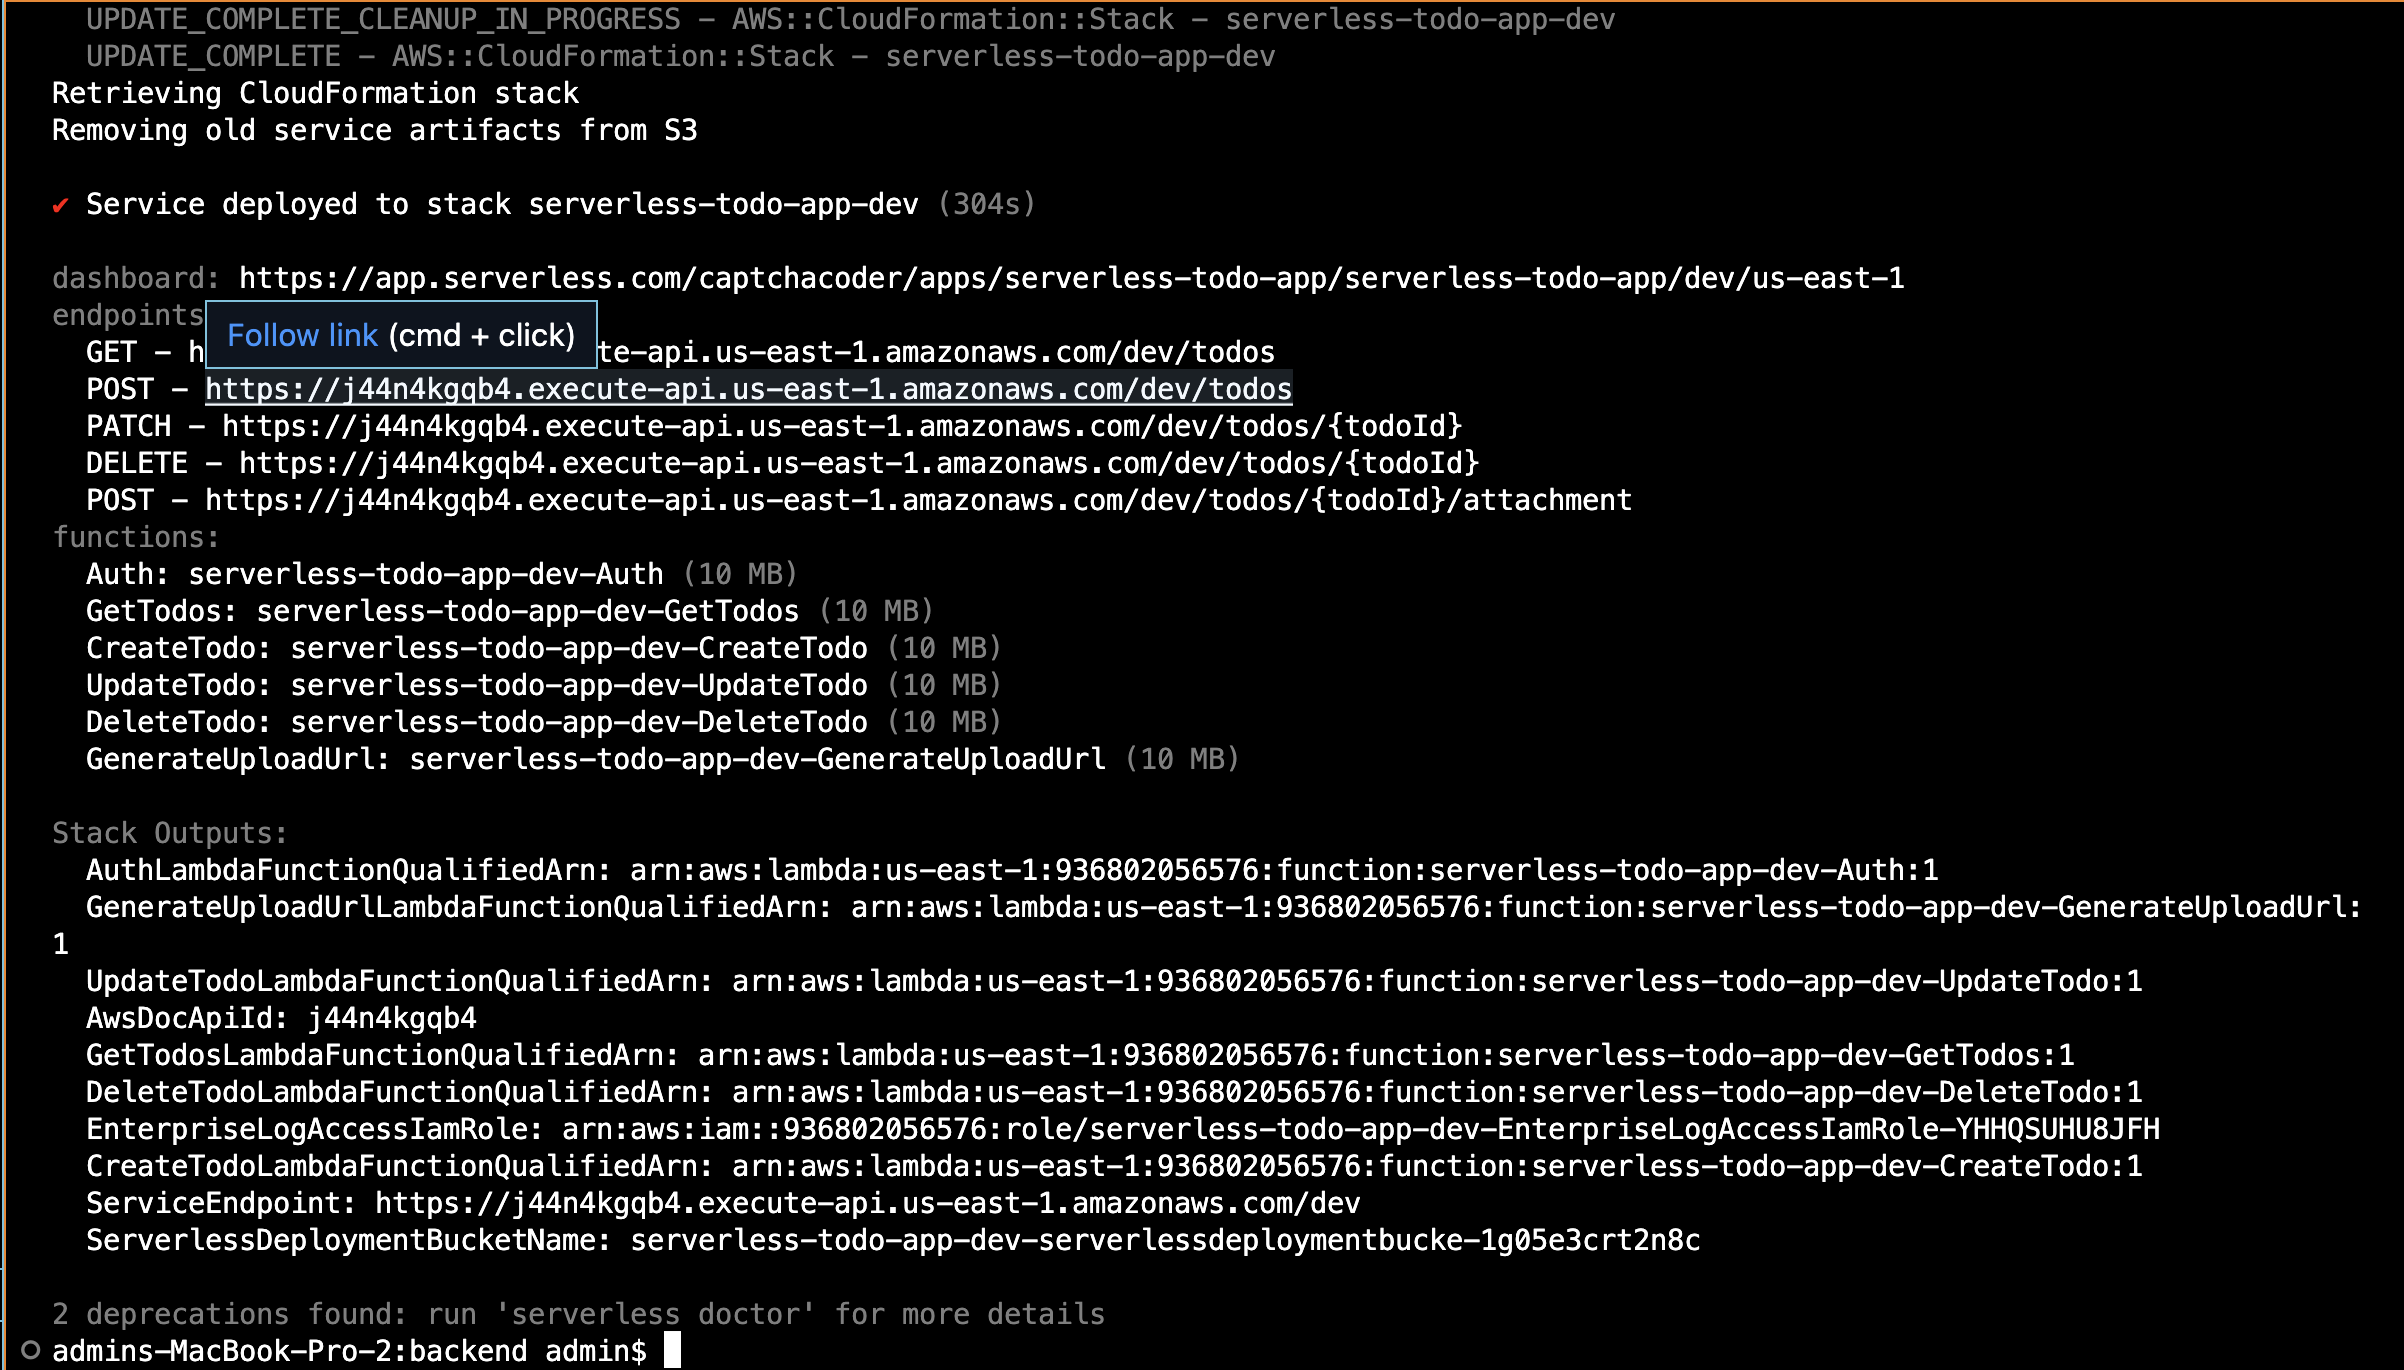 UPDATE_COMPLETE_CLEANUP_IN_PROGRESS - AWS::CloudFormation::Stack - serverless-todo-app-dev
UPDATE_COMPLETE - AWS::CloudFormation::Stack - serverless-todo-app-dev
Retrieving CloudFormation stack
Removing old service artifacts from S3
✔ Service deployed to stack serverless-todo-app-dev (304s)
dashboard: https://app.serverless.com/captchacoder/apps/serverless-todo-app/serverless-todo-app/dev/us-east-1
endpoints
Follow link (cmd + click)
GET - h te-api.us-east-1.amazonaws.com/dev/todos
POST - https://j44n4kgqb4.execute-api.us-east-1.amazonaws.com/dev/todos
PATCH - https://j44n4kgqb4.execute-api.us-east-1.amazonaws.com/dev/todos/{todoId}
DELETE - https://j44n4kgqb4.execute-api.us-east-1.amazonaws.com/dev/todos/{todoId}
POST - https://j44n4kgqb4.execute-api.us-east-1.amazonaws.com/dev/todos/{todoId}/attachment
functions:
Auth: serverless-todo-app-dev-Auth (10 MB)
GetTodos: serverless-todo-app-dev-GetTodos (10 MB)
CreateTodo: serverless-todo-app-dev-CreateTodo (10 MB)
UpdateTodo: serverless-todo-app-dev-UpdateTodo (10 MB)
DeleteTodo: serverless-todo-app-dev-DeleteTodo (10 MB)
GenerateUploadUrl: serverless-todo-app-dev-GenerateUploadUrl (10 MB)
Stack Outputs:
AuthLambdaFunctionQualifiedArn: arn:aws:lambda:us-east-1:936802056576:function:serverless-todo-app-dev-Auth:1
GenerateUploadUrlLambdaFunctionQualifiedArn: arn:aws:lambda:us-east-1:936802056576:function:serverless-todo-app-dev-GenerateUploadUrl:
1
UpdateTodoLambdaFunctionQualifiedArn: arn:aws:lambda:us-east-1:936802056576:function:serverless-todo-app-dev-UpdateTodo:1
AwsDocApiId: j44n4kgqb4
GetTodosLambdaFunctionQualifiedArn: arn:aws:lambda:us-east-1:936802056576:function:serverless-todo-app-dev-GetTodos:1
DeleteTodoLambdaFunctionQualifiedArn: arn:aws:lambda:us-east-1:936802056576:function:serverless-todo-app-dev-DeleteTodo:1
EnterpriseLogAccessIamRole: arn:aws:iam::936802056576:role/serverless-todo-app-dev-EnterpriseLogAccessIamRole-YHHQSUHU8JFH
CreateTodoLambdaFunctionQualifiedArn: arn:aws:lambda:us-east-1:936802056576:function:serverless-todo-app-dev-CreateTodo:1
ServiceEndpoint: https://j44n4kgqb4.execute-api.us-east-1.amazonaws.com/dev
ServerlessDeploymentBucketName: serverless-todo-app-dev-serverlessdeploymentbucke-1g05e3crt2n8c
2 deprecations found: run 'serverless doctor' for more details
admins-MacBook-Pro-2:backend admin$